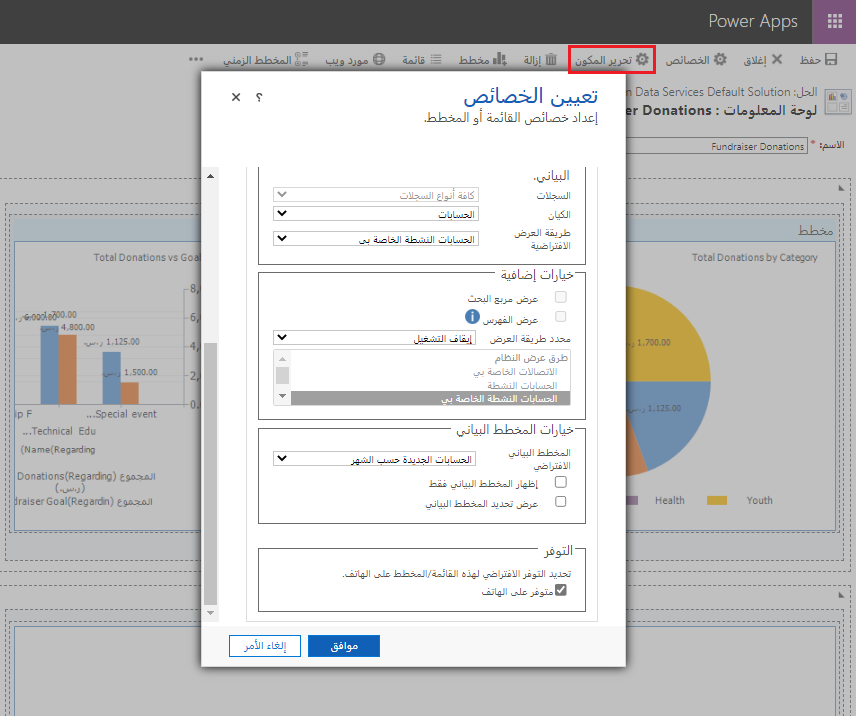 Power Apps
حفظ
إغلاق
الخصائص
تحرير المكون
إزالة
مخطط
قائمة
مورد ويب
المخطط الزمني
الحل: n Data Services Default Solution
لوحة المعلومات : er Donations
الاسم: *
Fundraiser Donations
تعيين الخصائص
إعداد خصائص القائمة أو المخطط.
البياني.
السجلات
كافة أنواع السجلات
الكيان
الحسابات
طريقة العرض
الافتراضية
الحسابات النشطة الخاصة بي
خيارات إضافية
عرض مربع البحث
عرض الفهرس
محدد طريقة العرض
إيقاف التشغيل
طرق عرض النظام
الاتصالات الخاصة بي
الحسابات النشطة
الحسابات النشطة الخاصة بي
خيارات المخطط البياني
المخطط البياني
الافتراضي
الحسابات الجديدة حسب الشهر
إظهار المخطط البياني فقط
عرض تحديد المخطط البياني
التوفر
تحديد التوفر الافتراضي لهذه القائمة/المخطط على الهاتف.
متوفر على الهاتف
موافق
إلغاء الأمر
مخطط
Total Donations by Category
ر.س. 1,700.00
ر.س. 1,125.00
Health
Youth
Total Donations vs Goal
8,
6,
4,
2,
0,
ر.س. 4,800.00
ر.س. 1,125.00
ر.س. 1,500.00
ip F
Special event...
Technical Edu...
(Name(Regarding
المجموع (Donations(Regarding
(ر.س.)
المجموع (draiser Goal(Regardin